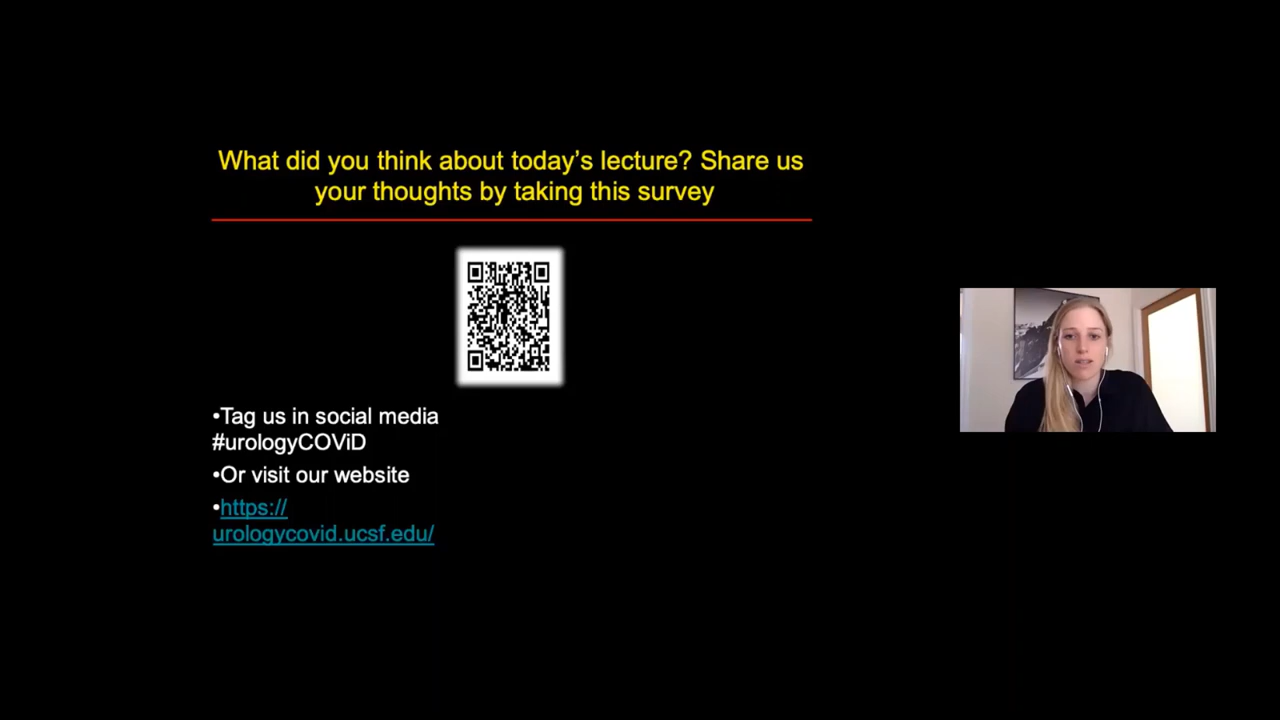 What did you think about today’s lecture? Share us
your thoughts by taking this survey
•Tag us in social media
#urologyCOViD
•Or visit our website
•https://
urologycovid.ucsf.edu/